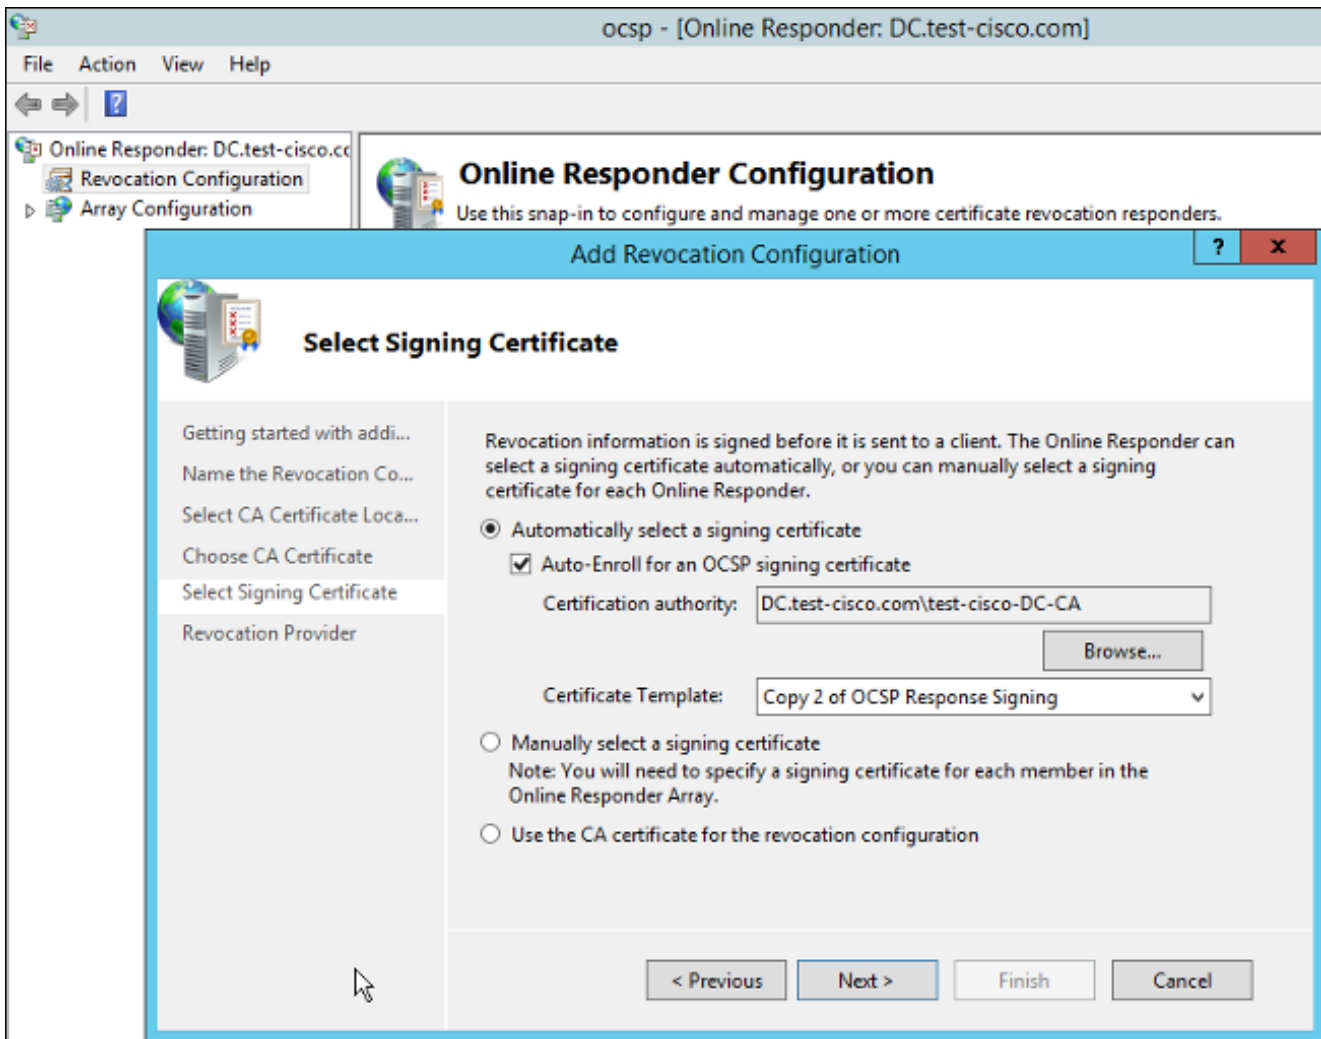 ocsp - [Online Responder: DC.test-cisco.com]
File Action View Help
?
Online Responder: DC.test-cisco.cc
Revocation Configuration
Array Configuration
Online Responder Configuration
Use this snap-in to configure and manage one or more certificate revocation responders.
Add Revocation Configuration
? x
Select Signing Certificate
Getting started with addi...
Name the Revocation Co...
Select CA Certificate Loca...
Choose CA Certificate
Select Signing Certificate
Revocation Provider
Revocation information is signed before it is sent to a client. The Online Responder can
select a signing certificate automatically, or you can manually select a signing
certificate for each Online Responder.
Automatically select a signing certificate
Auto-Enroll for an OCSP signing certificate
Certification authority: DC.test-cisco.com\test-cisco-DC-CA
Browse...
Certificate Template: Copy 2 of OCSP Response Signing
Manually select a signing certificate
Note: You will need to specify a signing certificate for each member in the
Online Responder Array.
Use the CA certificate for the revocation configuration
< Previous Next > Finish Cancel